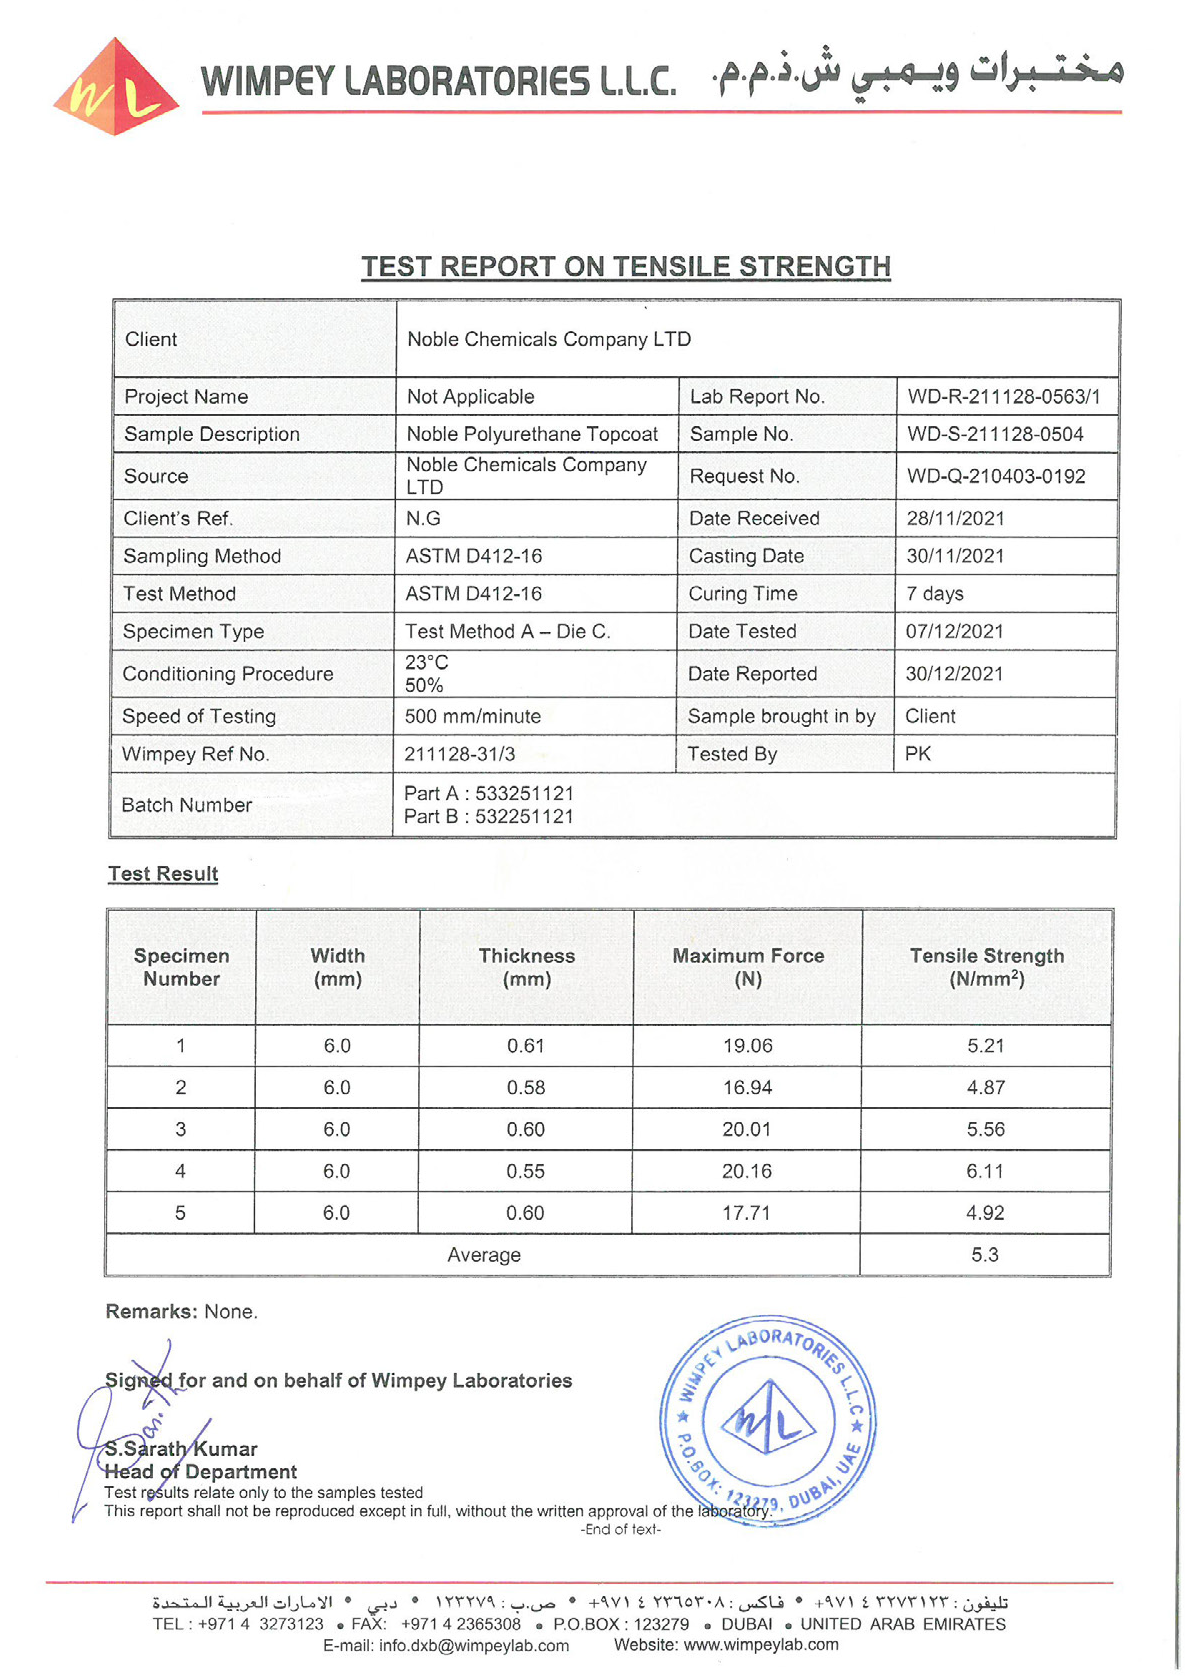 WL
WIMPEY LABORATORIES L.L.C.
مختبرات ويمبي ش.ذ.م.م.
TEST REPORT ON TENSILE STRENGTH
Client Noble Chemicals Company LTD
Project Name Not Applicable Lab Report No. WD-R-211128-0563/1
Sample Description Noble Polyurethane Topcoat Sample No. WD-S-211128-0504
Source Noble Chemicals Company LTD Request No. WD-Q-210403-0192
Client's Ref. N.G Date Received 28/11/2021
Sampling Method ASTM D412-16 Casting Date 30/11/2021
Test Method ASTM D412-16 Curing Time 7 days
Specimen Type Test Method A – Die C. Date Tested 07/12/2021
Conditioning Procedure 23°C 50% Date Reported 30/12/2021
Speed of Testing 500 mm/minute Sample brought in by Client
Wimpey Ref No. 211128-31/3 Tested By PK
Batch Number Part A : 533251121
Part B : 532251121
Test Result
Specimen Number Width (mm) Thickness (mm) Maximum Force (N) Tensile Strength (N/mm²)
1 6.0 0.61 19.06 5.21
2 6.0 0.58 16.94 4.87
3 6.0 0.60 20.01 5.56
4 6.0 0.55 20.16 6.11
5 6.0 0.60 17.71 4.92
Average 5.3
Remarks: None.
Signed for and on behalf of Wimpey Laboratories
S.Sarath Kumar
Head of Department
Test results relate only to the samples tested
This report shall not be reproduced except in full, without the written approval of the laboratory.
-End of text-
★ WIMPEY LABORATORIES L.L.C ★
P.O.BOX: 123279, DUBAI, UAE
WL
تليفون : ٣٢٧٣١٢٣ ٤ ٩٧١+ • فاكس : ٢٣٦٥٣٠٨ ٤ ٩٧١+ • ص.ب : ١٢٣٢٧٩ • دبي • الامارات العربية المتحدة
TEL : +971 4 3273123 • FAX: +971 4 2365308 • P.O.BOX : 123279 • DUBAI • UNITED ARAB EMIRATES
E-mail: info.dxb@wimpeylab.com Website: www.wimpeylab.com